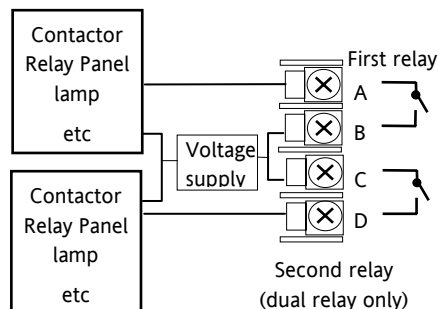 Contactor
Relay Panel
lamp
etc
First relay
A
B
Voltage
supply
C
D
Contactor
Relay Panel
lamp
etc
Second relay
(dual relay only)